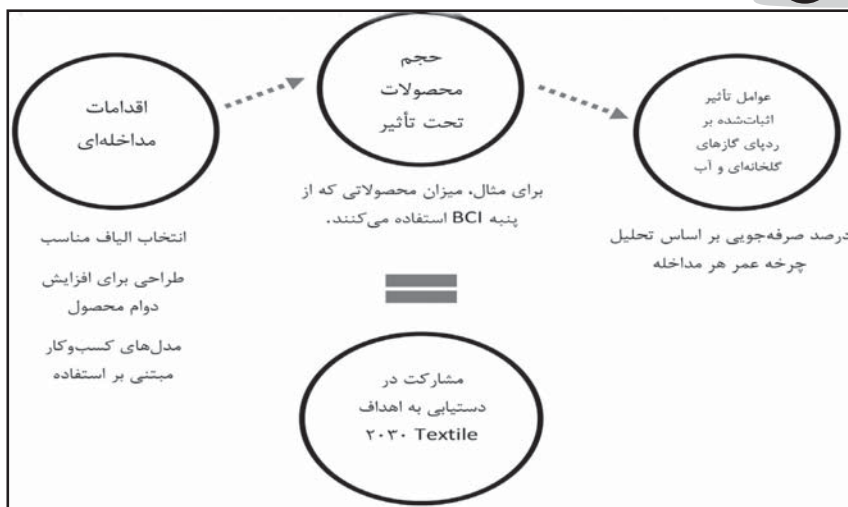 اقدامات
مداخله‌ای
انتخاب الیاف مناسب
طراحی برای افزایش
دوام محصول
مدل‌های کسب‌وکار
مبتنی بر استفاده
حجم
محصولات
تحت تأثیر
برای مثال، میزان محصولاتی که از
پنبه BCI استفاده می‌کنند.
عوامل تأثیر
اثبات‌شده بر
ردپای گازهای
گلخانه‌ای و آب
درصد صرفه‌جویی بر اساس تحلیل
چرخه عمر هر مداخله
مشارکت در
دستیابی به اهداف
۲۰۳۰ Textile